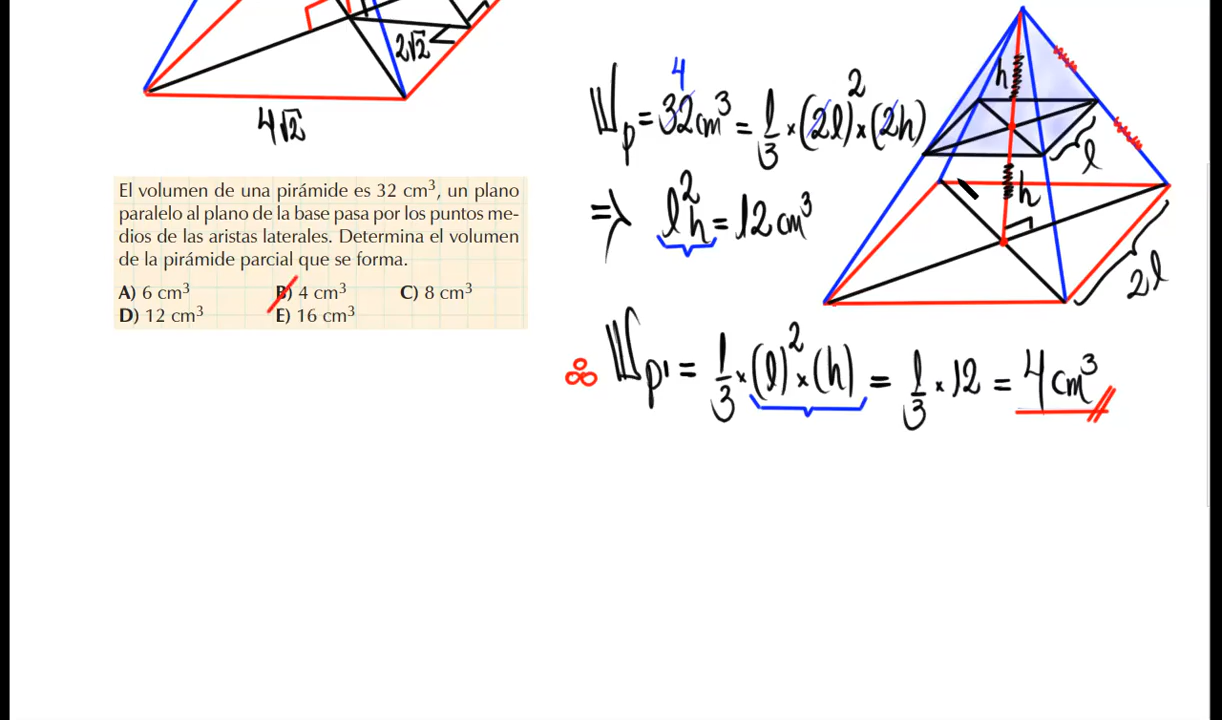 2√2
4√2
El volumen de una pirámide es 32 cm³, un plano
paralelo al plano de la base pasa por los puntos me-
dios de las aristas laterales. Determina el volumen
de la pirámide parcial que se forma.
A) 6 cm³ B) 4 cm³ C) 8 cm³
D) 12 cm³ E) 16 cm³
4
V_p = 32 cm³ = 1/3 × (2l)² × (2h)
⇒ l²h = 12 cm³
h
l
h
2l
∴ V_p' = 1/3 × (l)² × (h) = 1/3 × 12 = 4 cm³